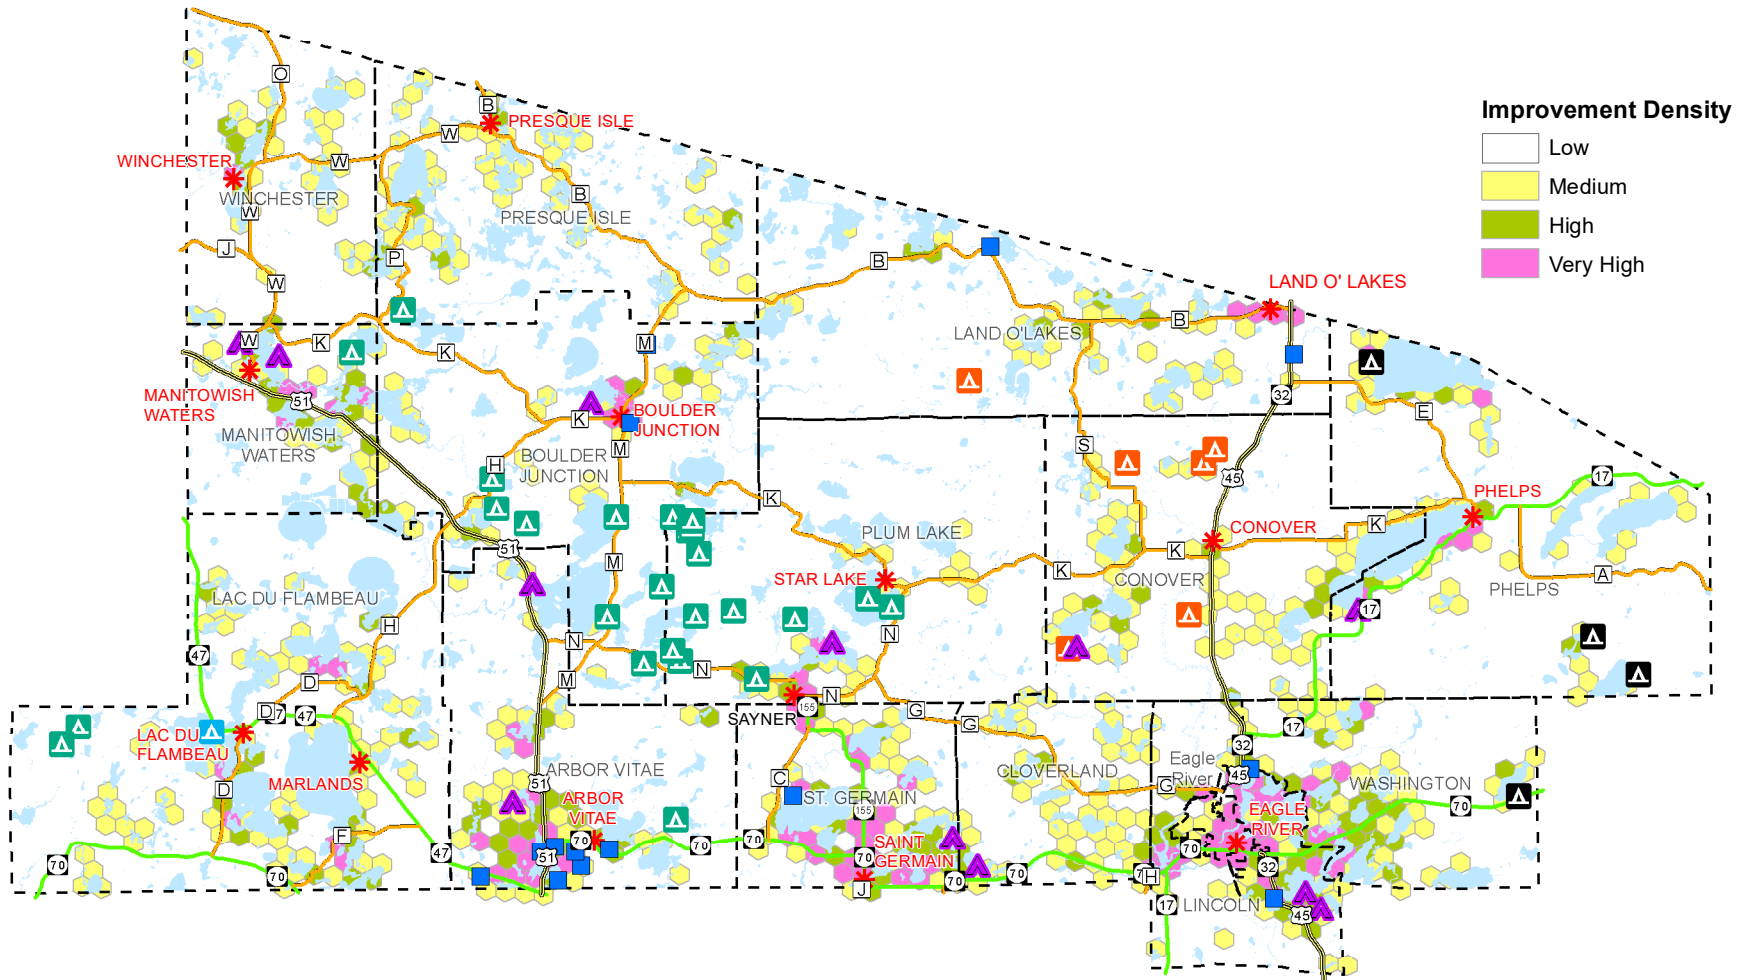 Improvement Density
Low
Medium
High
Very High
O
B
PRESQUE ISLE
W
WINCHESTER
W
WINCHESTER
W
B
PRESQUE ISLE
J
P
B
W
LAND O' LAKES
W
K
M
K
LAND O'LAKES
B
51
MANITOWISH
WATERS
32
E
K
BOULDER
JUNCTION
MANITOWISH
WATERS
M
S
BOULDER
JUNCTION
H
45
17
K
PHELPS
PLUM LAKE
CONOVER
K
51
M
K
K
STAR LAKE
CONOVER
A
PHELPS
LAC DU FLAMBEAU
17
H
N
N
47
N
D
M
N
SAYNER
155
G
G
D
47
17
LAC DU
FLAMBEAU
32
MARLANDS
51
ARBOR VITAE
C
CLOVERLAND
Eagle
River
45
WASHINGTON
D
G
ARBOR
VITAE
ST. GERMAIN
155
EAGLE
RIVER
70
F
70
70
70
SAINT
GERMAIN
70
70
47
51
70
70
70
70
32
H
J
17
LINCOLN
45